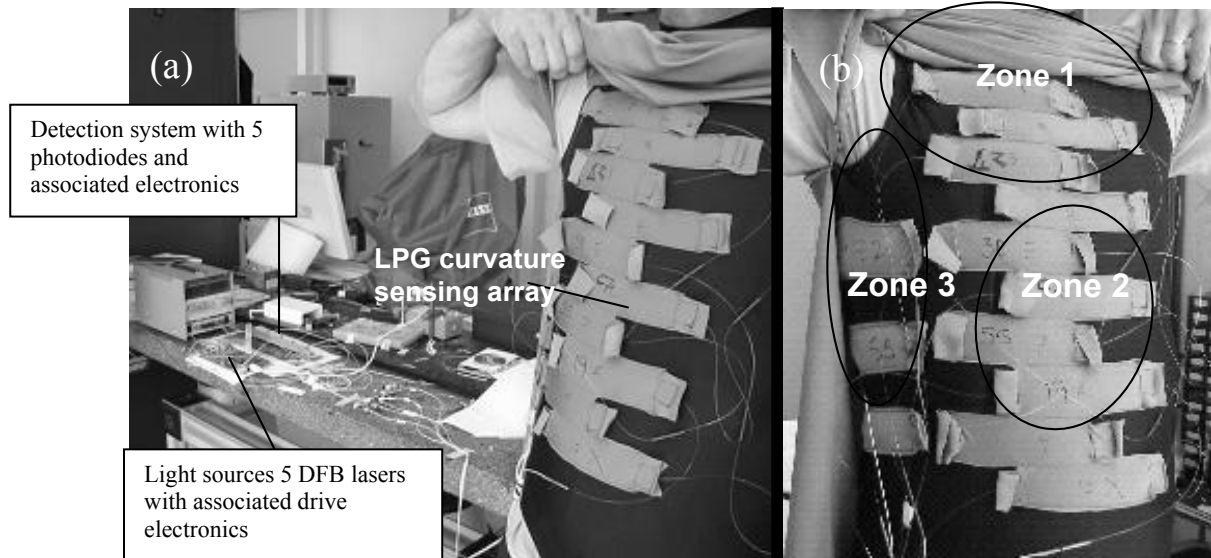 (a)
Detection system with 5
photodiodes and
associated electronics
LPG curvature
sensing array
Light sources 5 DFB lasers
with associated drive
electronics
(b)
Zone 1
Zone 3
Zone 2